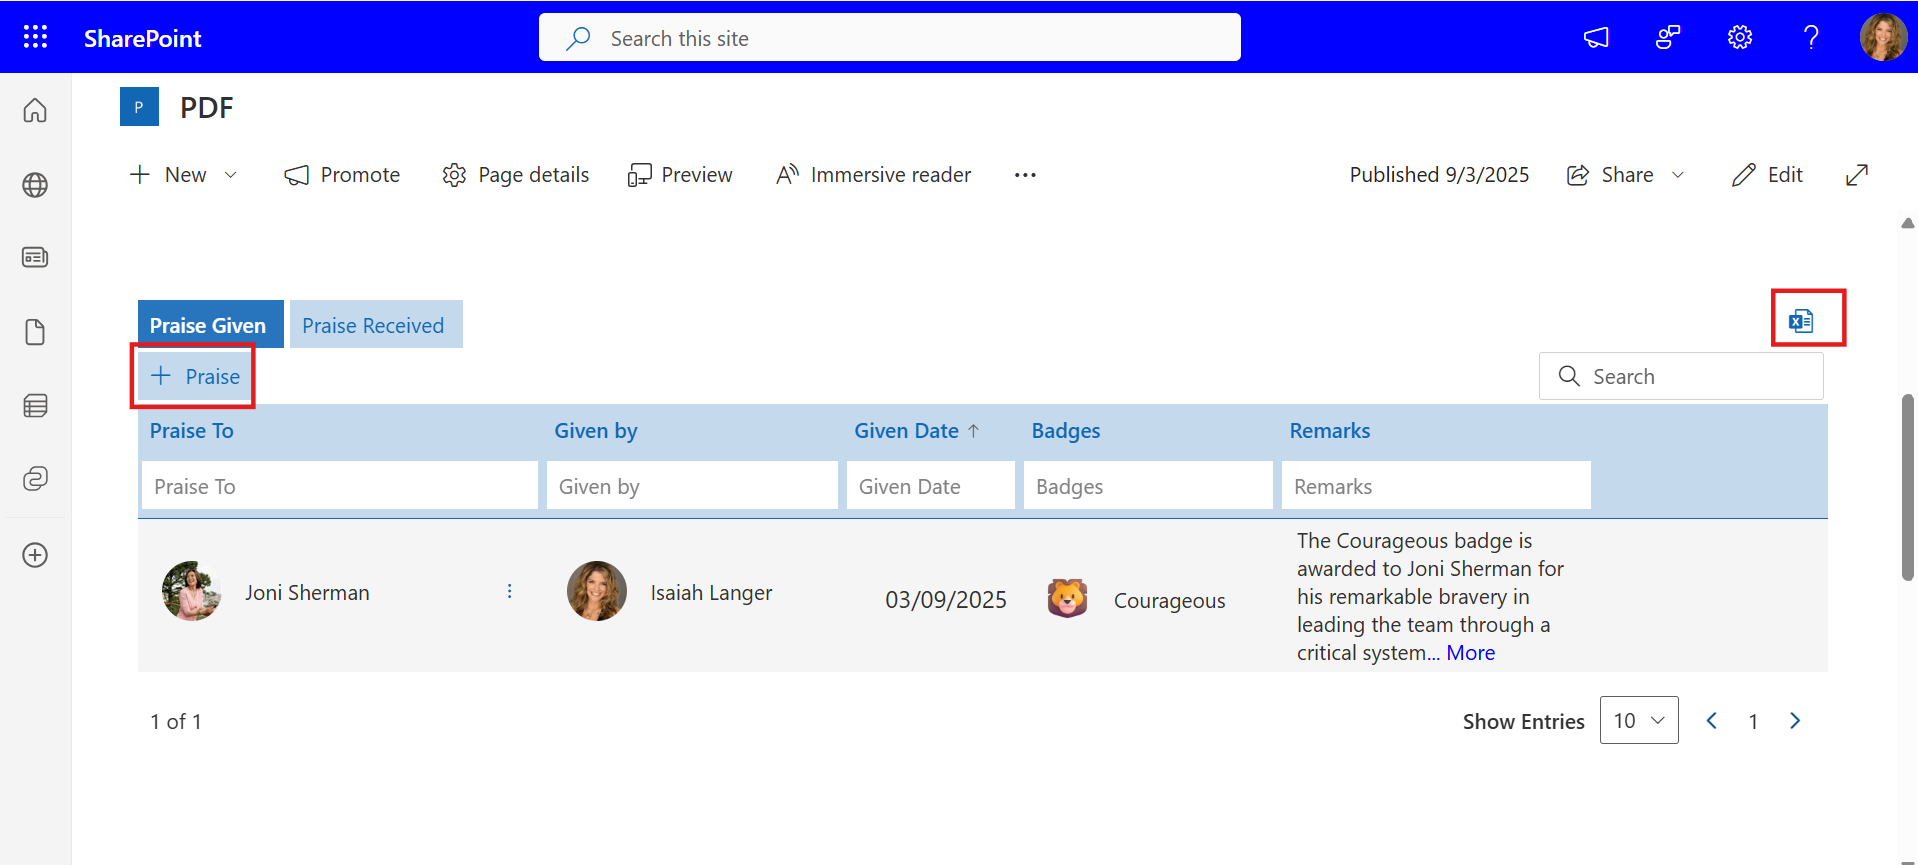 SharePoint
Search this site
P
PDF
New
Promote
Page details
Preview
Immersive reader
Published 9/3/2025
Share
Edit
Praise Given
Praise Received
Praise
Search
Praise To
Given by
Given Date
Badges
Remarks
Praise To
Given by
Given Date
Badges
Remarks
Joni Sherman
Isaiah Langer
03/09/2025
Courageous
The Courageous badge is
awarded to Joni Sherman for
his remarkable bravery in
leading the team through a
critical system... More
1 of 1
Show Entries
10
1